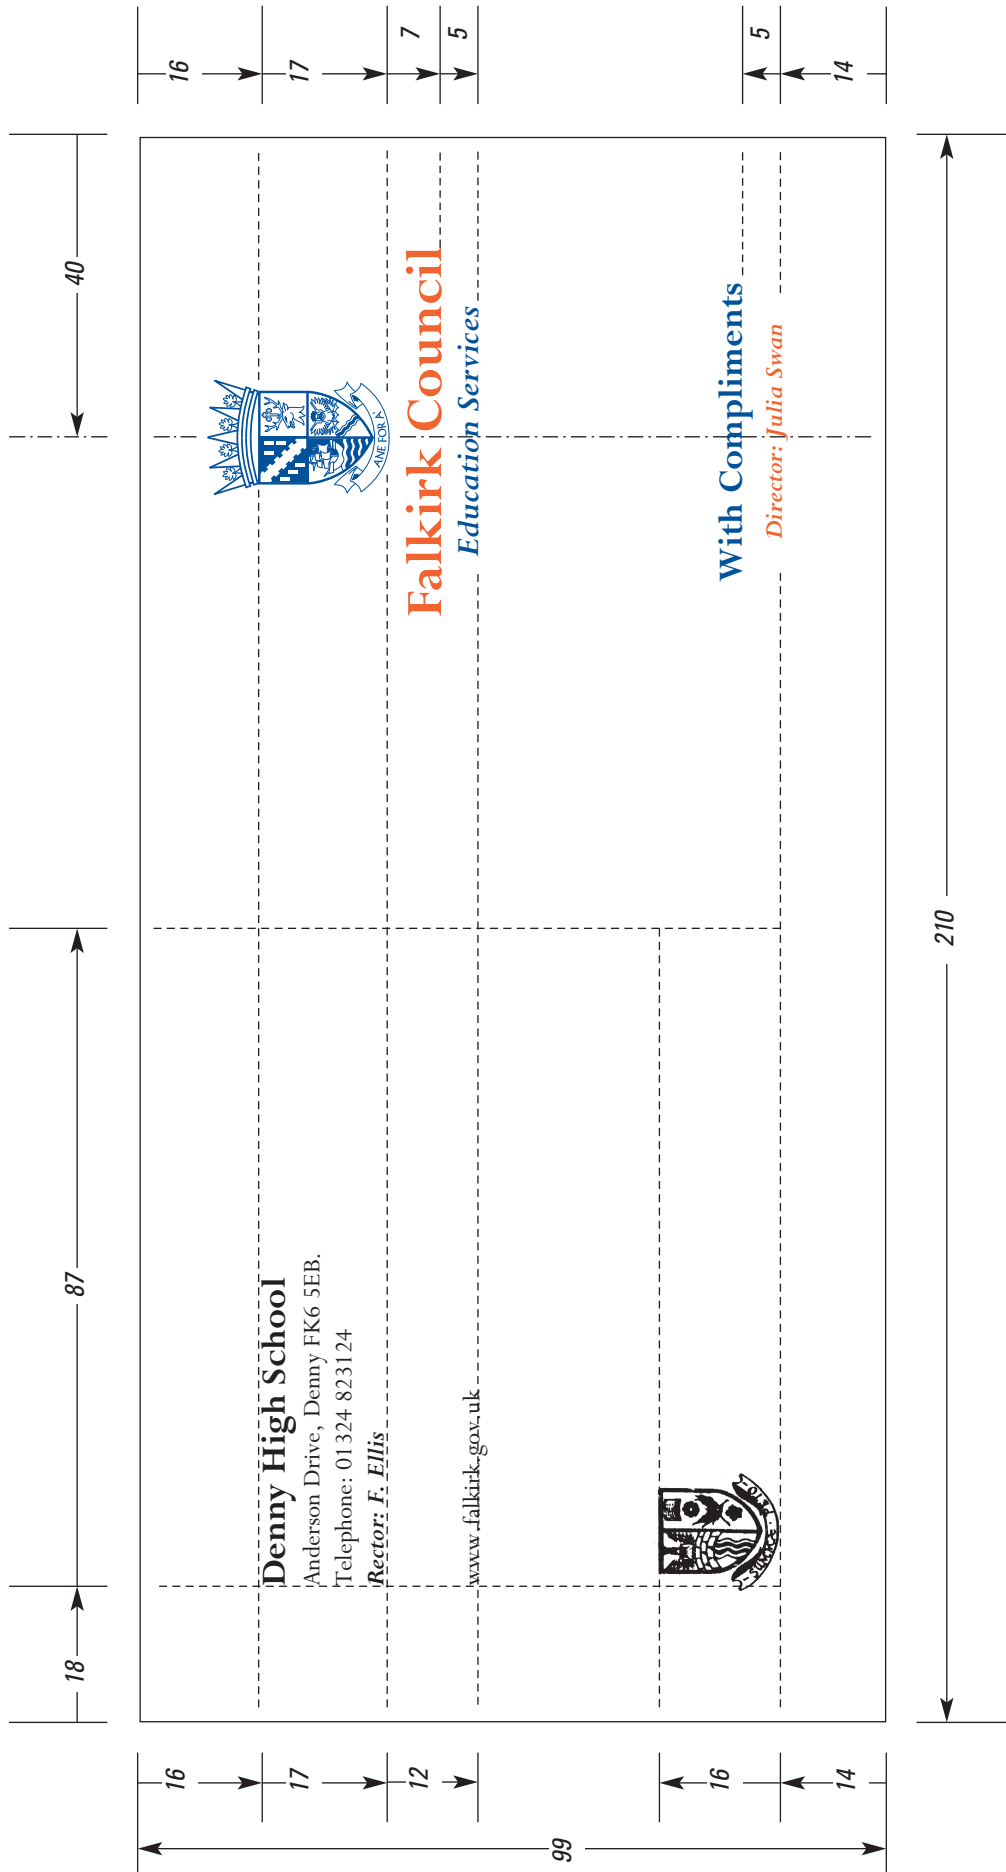 18
87
40
16
17
12
16
14
99
Denny High School
Anderson Drive, Denny FK6 5EB.
Telephone: 01324 823124
Rector: F. Ellis
www.falkirk.gov.uk
ANE FOR A'
Falkirk Council
Education Services
With Compliments
Director: Julia Swan
16
17
7
5
5
14
210